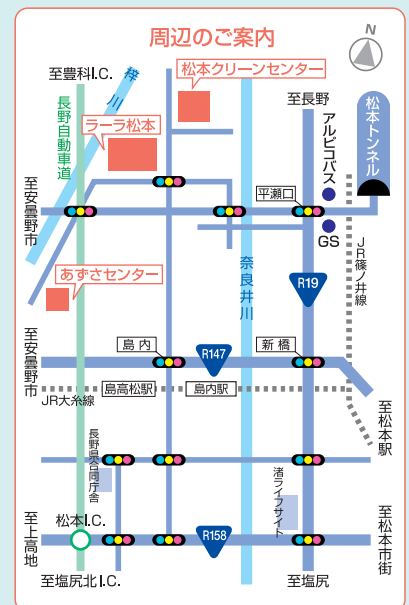 周辺のご案内
N
至豊科I.C.
梓川
松本クリーンセンター
至長野
松本トンネル
長野自動車道
ラーラ松本
アルピコバス
至安曇野市
平瀬口
GS
JR篠ノ井線
あずさセンター
奈良井川
R19
至安曇野市
島内
R147
新橋
JR大糸線
島高松駅
島内駅
至松本駅
長野県合同庁舎
渚ライフサイト
至上高地
松本I.C.
R158
至松本市街
至塩尻北I.C.
至塩尻